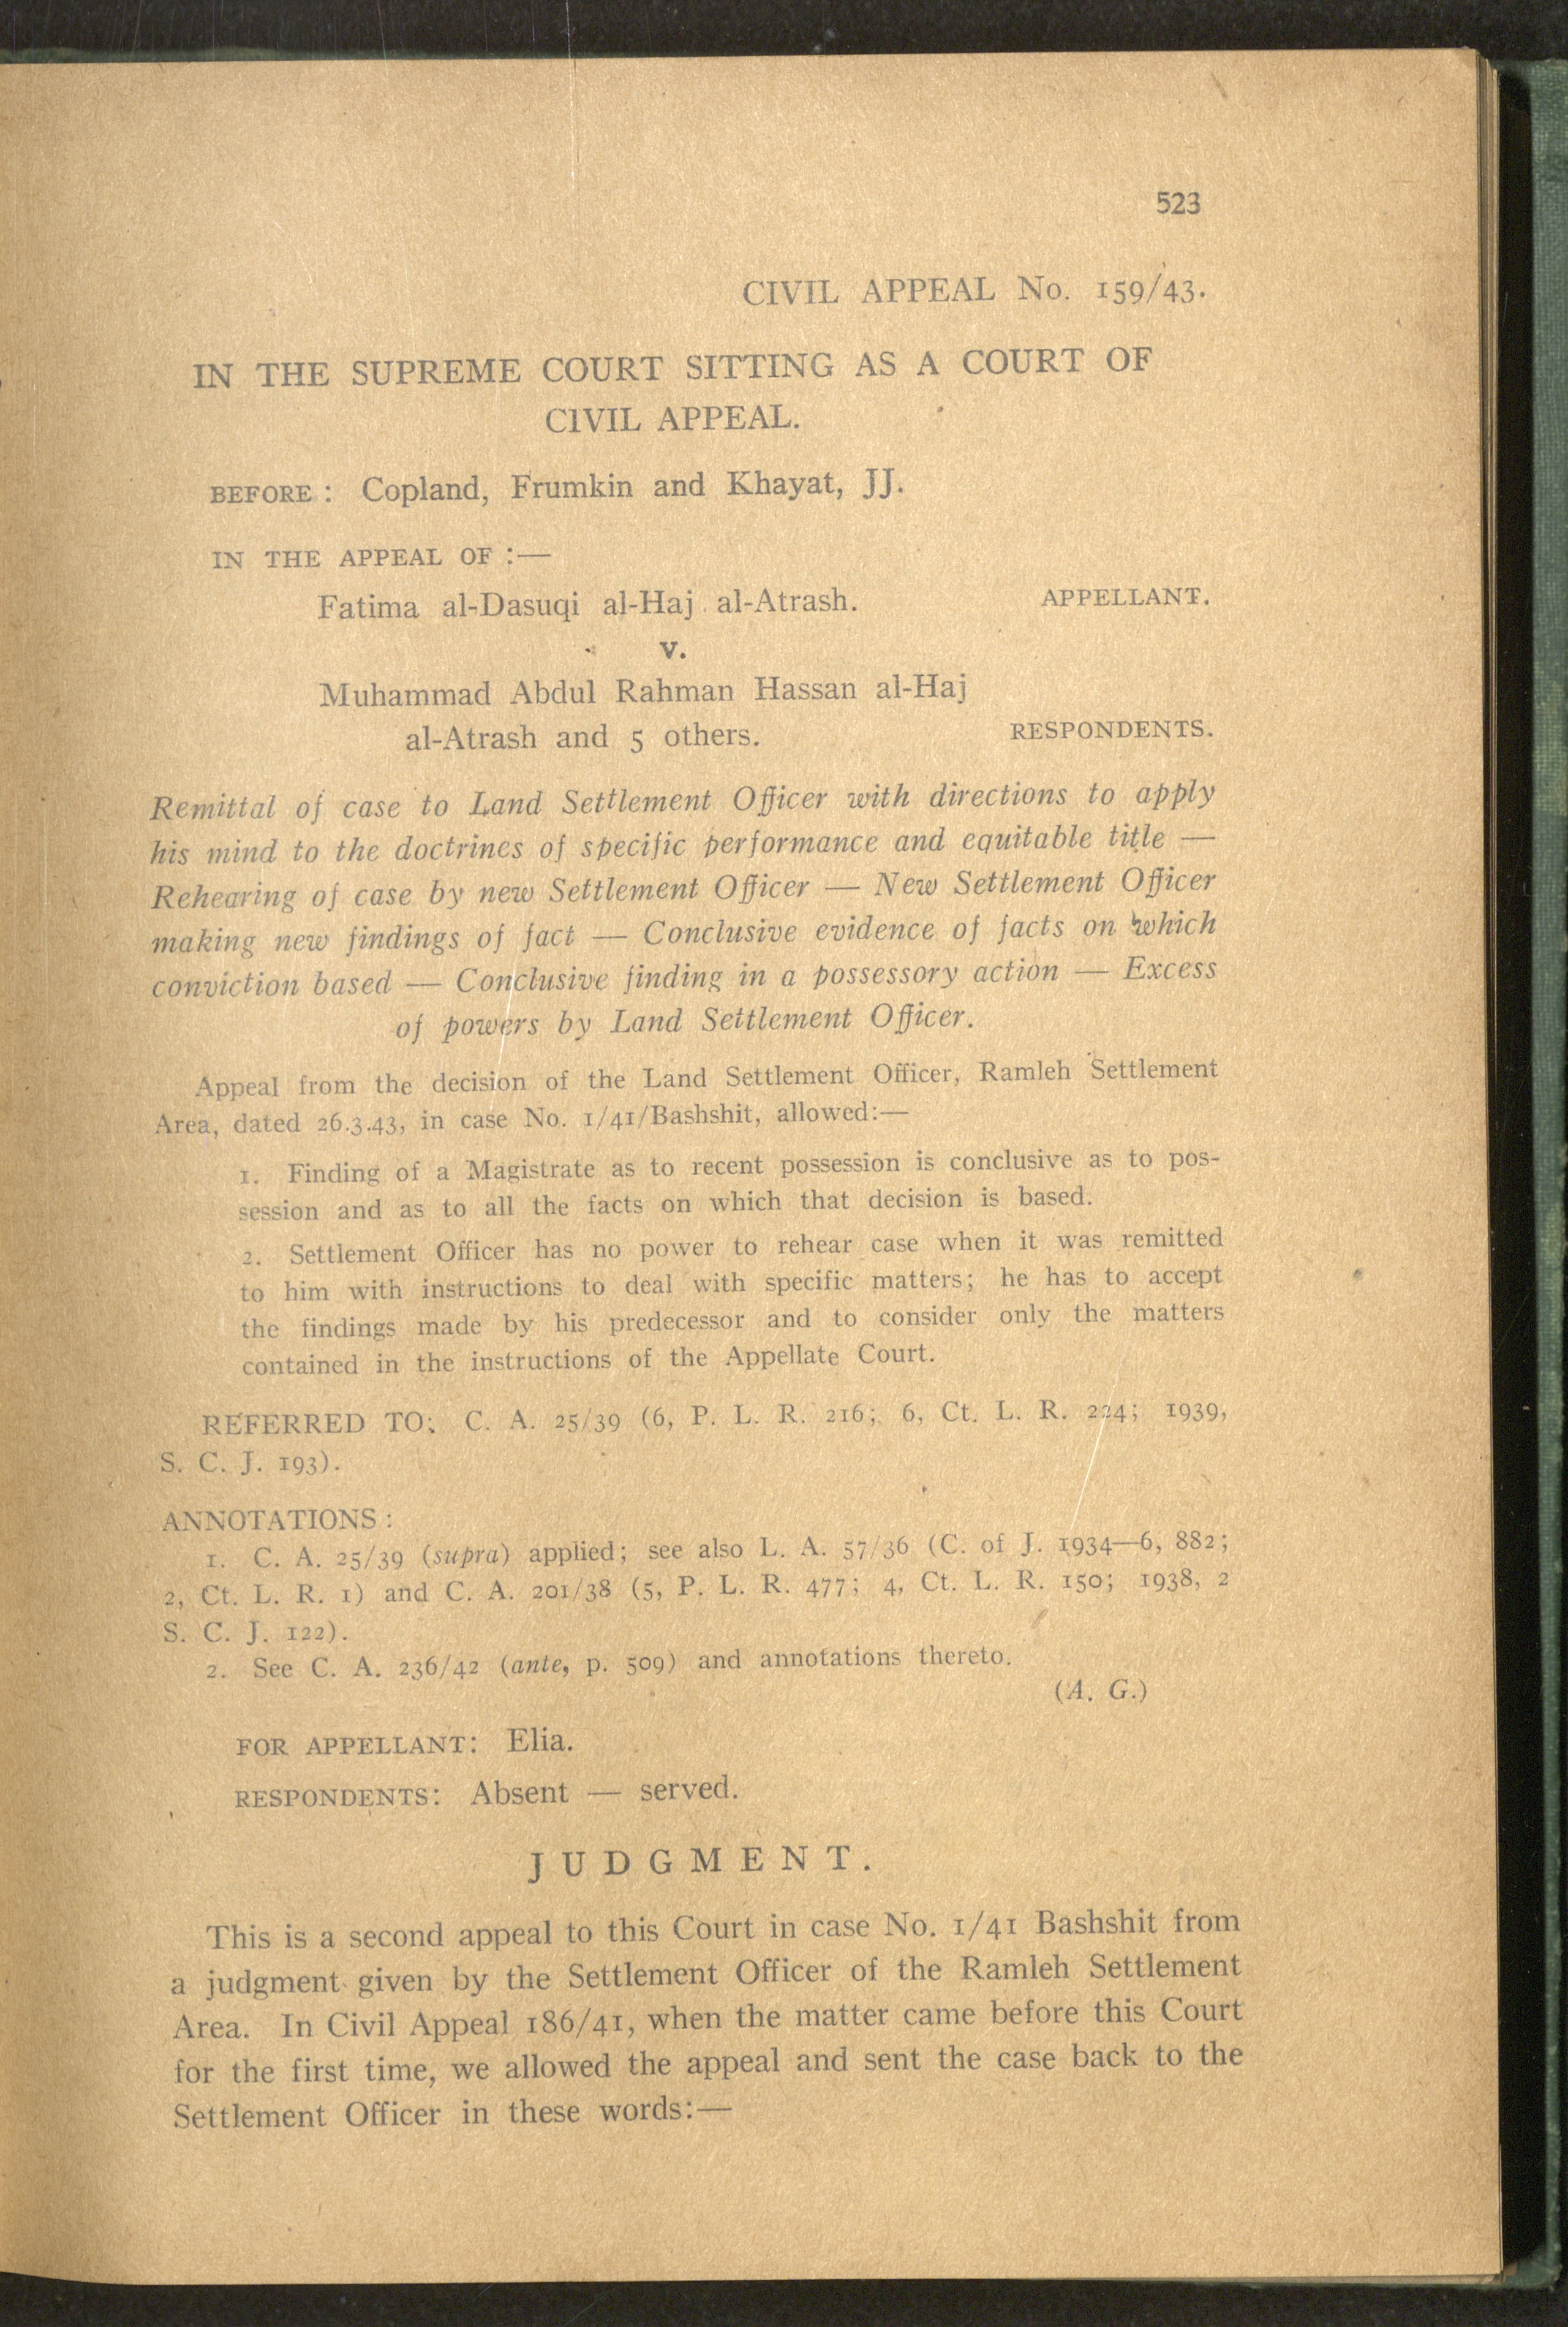 523
CIVIL APPEAL No. 159/43.
IN THE SUPREME COURT SITTING AS A COURT OF
CIVIL APPEAL.
BEFORE : Copland, Frumkin and Khayat, JJ.
IN THE APPEAL OF :—
Fatima al-Dasuqi al-Haj al-Atrash. APPELLANT.
v.
Muhammad Abdul Rahman Hassan al-Haj
al-Atrash and 5 others. RESPONDENTS.
Remittal of case to Land Settlement Officer with directions to apply
his mind to the doctrines of specific performance and equitable title —
Rehearing of case by new Settlement Officer — New Settlement Officer
making new findings of fact — Conclusive evidence of facts on which
conviction based — Conclusive finding in a possessory action — Excess
of powers by Land Settlement Officer.
Appeal from the decision of the Land Settlement Officer, Ramleh Settlement
Area, dated 26.3.43, in case No. 1/41/Bashshit, allowed:—
1. Finding of a Magistrate as to recent possession is conclusive as to pos-
session and as to all the facts on which that decision is based.
2. Settlement Officer has no power to rehear case when it was remitted
to him with instructions to deal with specific matters; he has to accept
the findings made by his predecessor and to consider only the matters
contained in the instructions of the Appellate Court.
REFERRED TO: C. A. 25/39 (6, P. L. R. 216; 6, Ct. L. R. 224; 1939,
S. C. J. 193).
ANNOTATIONS :
1. C. A. 25/39 (supra) applied; see also L. A. 57/36 (C. of J. 1934—6, 882;
2, Ct. L. R. 1) and C. A. 201/38 (5, P. L. R. 477; 4, Ct. L. R. 150; 1938, 2
S. C. J. 122).
2. See C. A. 236/42 (ante, p. 509) and annotations thereto.
(A. G.)
FOR APPELLANT: Elia.
RESPONDENTS: Absent — served.
JUDGMENT.
This is a second appeal to this Court in case No. 1/41 Bashshit from
a judgment given by the Settlement Officer of the Ramleh Settlement
Area. In Civil Appeal 186/41, when the matter came before this Court
for the first time, we allowed the appeal and sent the case back to the
Settlement Officer in these words:—